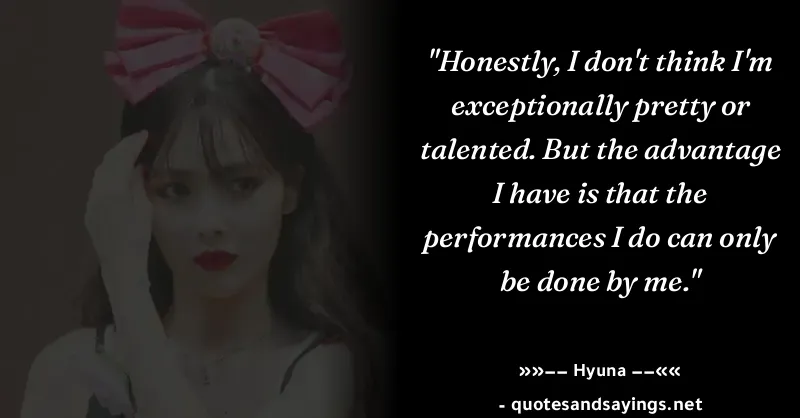 "Honestly, I don't think I'm
exceptionally pretty or
talented. But the advantage
I have is that the
performances I do can only
be done by me."
»»–– Hyuna ––««
- quotesandsayings.net